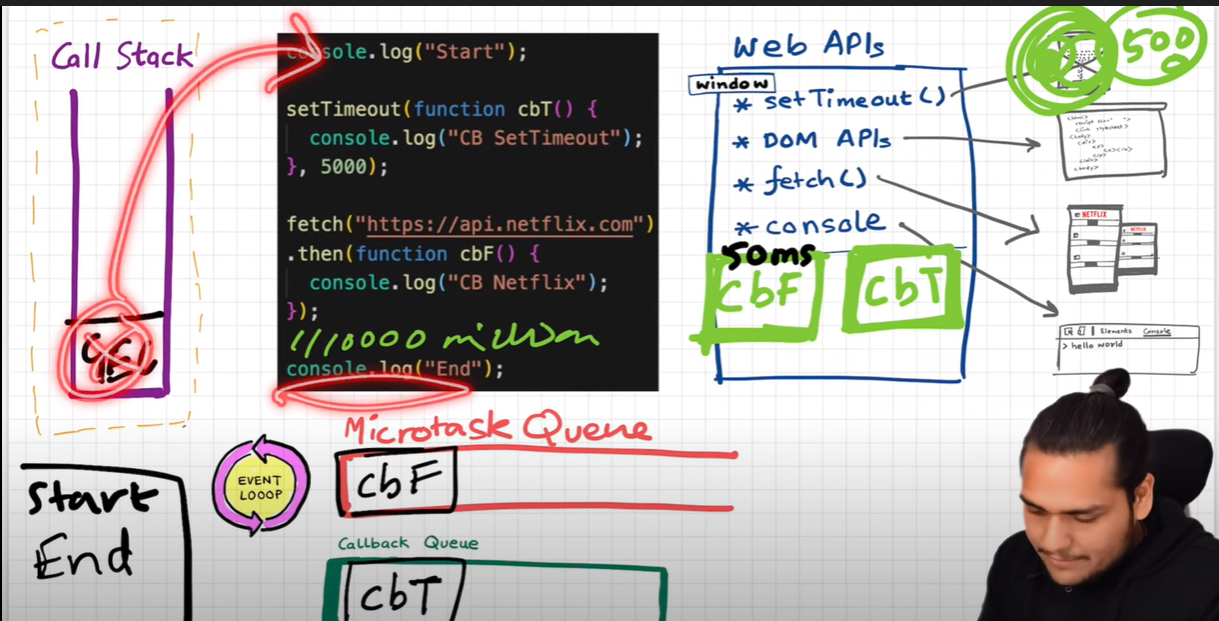 Call Stack
console.log("Start");
setTimeout(function cbT() {
console.log("CB SetTimeout");
}, 5000);
fetch("https://api.netflix.com")
.then(function cbF() {
console.log("CB Netflix");
});
10000 million
console.log("End");
Web APIs
window
* setTimeout()
* DOM APIs
* fetch()
* console
50ms
cbF
cbT
500
NETFLIX
NETFLIX
Elements Console
> hello world
Microtask Queue
cbF
EVENT
LOOOP
Callback Queue
cbT
Start
End